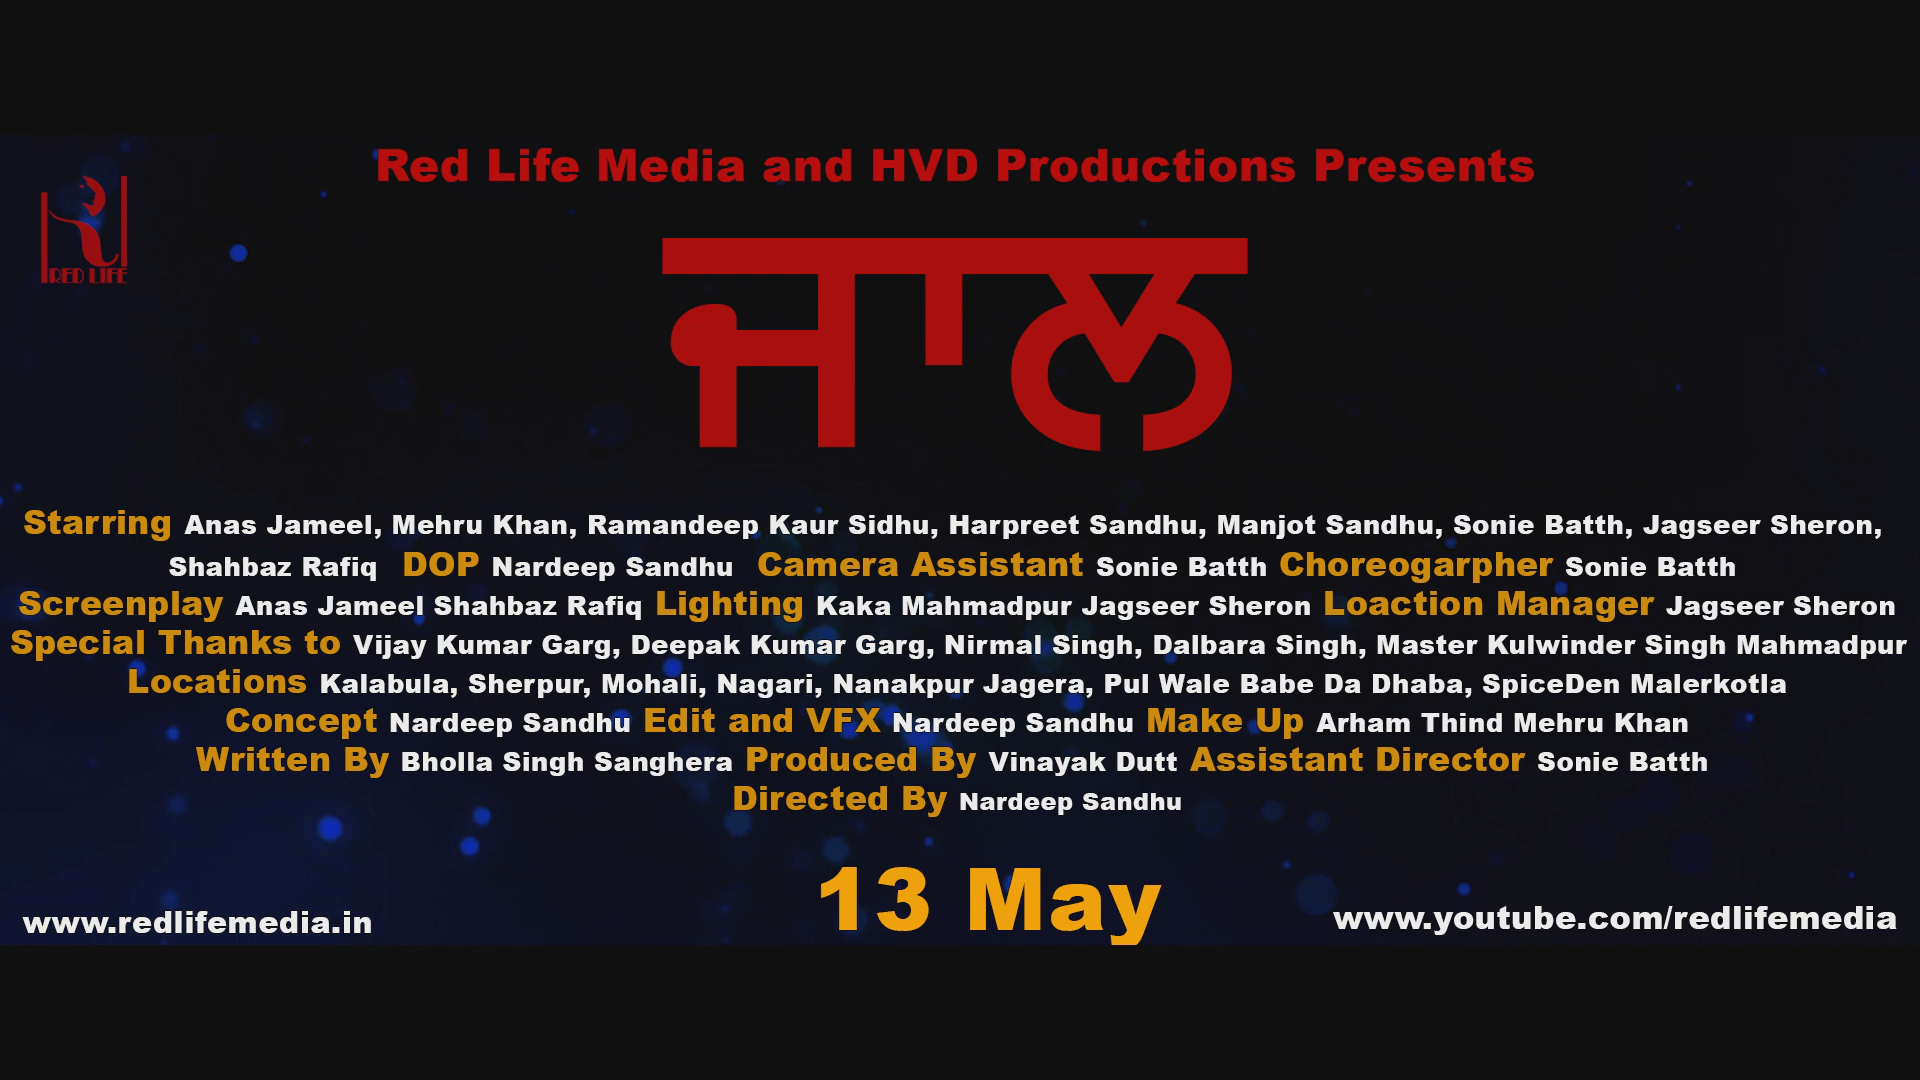 Red Life Media and HVD Productions Presents
RED LIFE
ਜਾਲ
Starring Anas Jameel, Mehru Khan, Ramandeep Kaur Sidhu, Harpreet Sandhu, Manjot Sandhu, Sonie Batth, Jagseer Sheron,
Shahbaz Rafiq DOP Nardeep Sandhu Camera Assistant Sonie Batth Choreogarpher Sonie Batth
Screenplay Anas Jameel Shahbaz Rafiq Lighting Kaka Mahmadpur Jagseer Sheron Loaction Manager Jagseer Sheron
Special Thanks to Vijay Kumar Garg, Deepak Kumar Garg, Nirmal Singh, Dalbara Singh, Master Kulwinder Singh Mahmadpur
Locations Kalabula, Sherpur, Mohali, Nagari, Nanakpur Jagera, Pul Wale Babe Da Dhaba, SpiceDen Malerkotla
Concept Nardeep Sandhu Edit and VFX Nardeep Sandhu Make Up Arham Thind Mehru Khan
Written By Bholla Singh Sanghera Produced By Vinayak Dutt Assistant Director Sonie Batth
Directed By Nardeep Sandhu
13 May
www.redlifemedia.in
www.youtube.com/redlifemedia